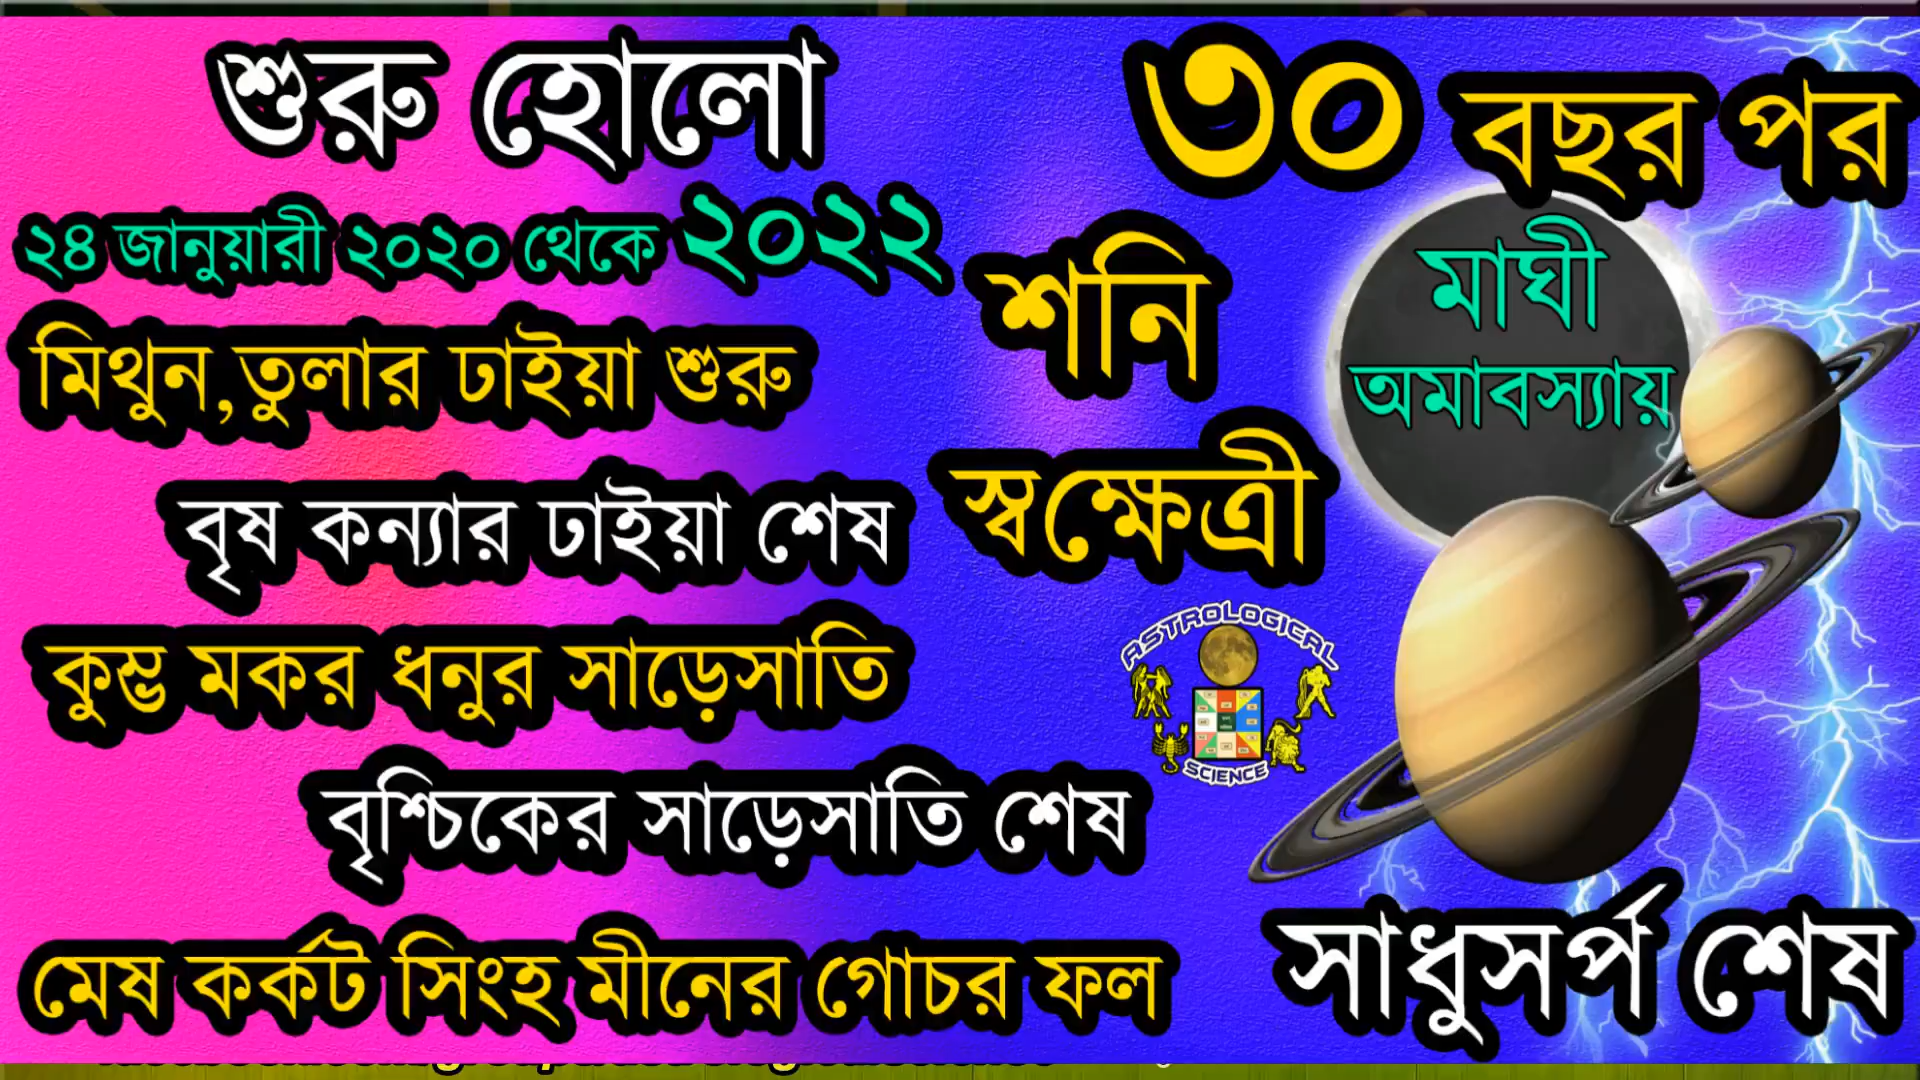 শুরু হোলো
২৪ জানুয়ারী ২০২০ থেকে ২০২২
মিথুন,তুলার ঢাইয়া শুরু
বৃষ কন্যার ঢাইয়া শেষ
কুম্ভ মকর ধনুর সাড়েসাতি
বৃশ্চিকের সাড়েসাতি শেষ
মেষ কর্কট সিংহ মীনের গোচর ফল
৩০ বছর পর
শনি
স্বক্ষেত্রী
মাঘী
অমাবস্যায়
ASTROLOGICAL
SCIENCE
সাধুসর্প শেষ